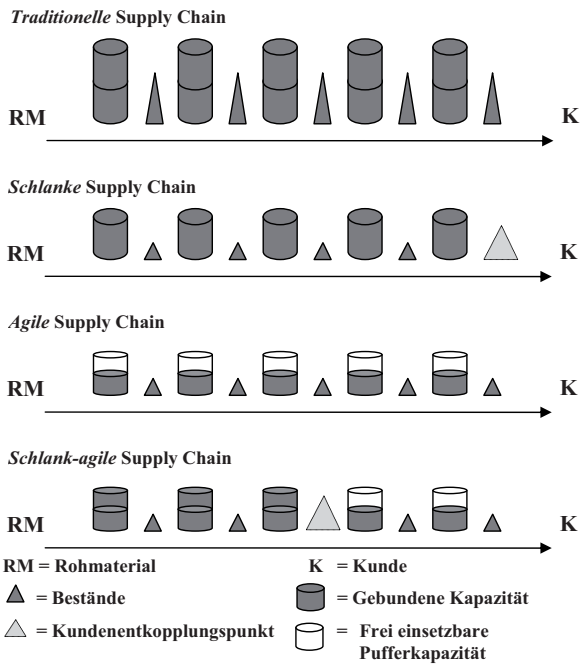 Traditionelle Supply Chain
RM
K
Schlanke Supply Chain
RM
K
Agile Supply Chain
RM
K
Schlank-agile Supply Chain
RM
K
RM = Rohmaterial
K = Kunde
= Bestände
= Gebundene Kapazität
= Kundenentkopplungspunkt
= Frei einsetzbare
Pufferkapazität